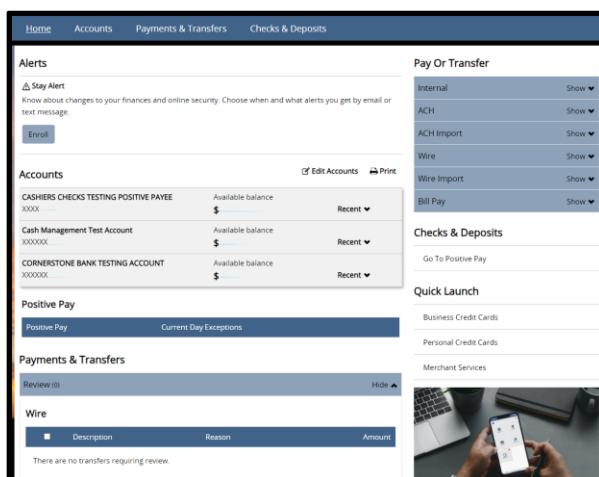 Home Accounts Payments & Transfers Checks & Deposits
Alerts
Stay Alert
Know about changes to your finances and online security. Choose when and what alerts you get by email or
text message.
Enroll
Accounts Edit Accounts Print
CASHIERS CHECKS TESTING POSITIVE PAYEE Available balance
XXXX $ Recent
Cash Management Test Account Available balance
XXXXXX $ Recent
CORNERSTONE BANK TESTING ACCOUNT Available balance
XXXXXX $ Recent
Positive Pay
Positive Pay Current Day Exceptions
Payments & Transfers
Review (0) Hide
Wire
Description Reason Amount
There are no transfers requiring review.
Pay Or Transfer
Internal Show
ACH Show
ACH Import Show
Wire Show
Wire Import Show
Bill Pay Show
Checks & Deposits
Go To Positive Pay
Quick Launch
Business Credit Cards
Personal Credit Cards
Merchant Services